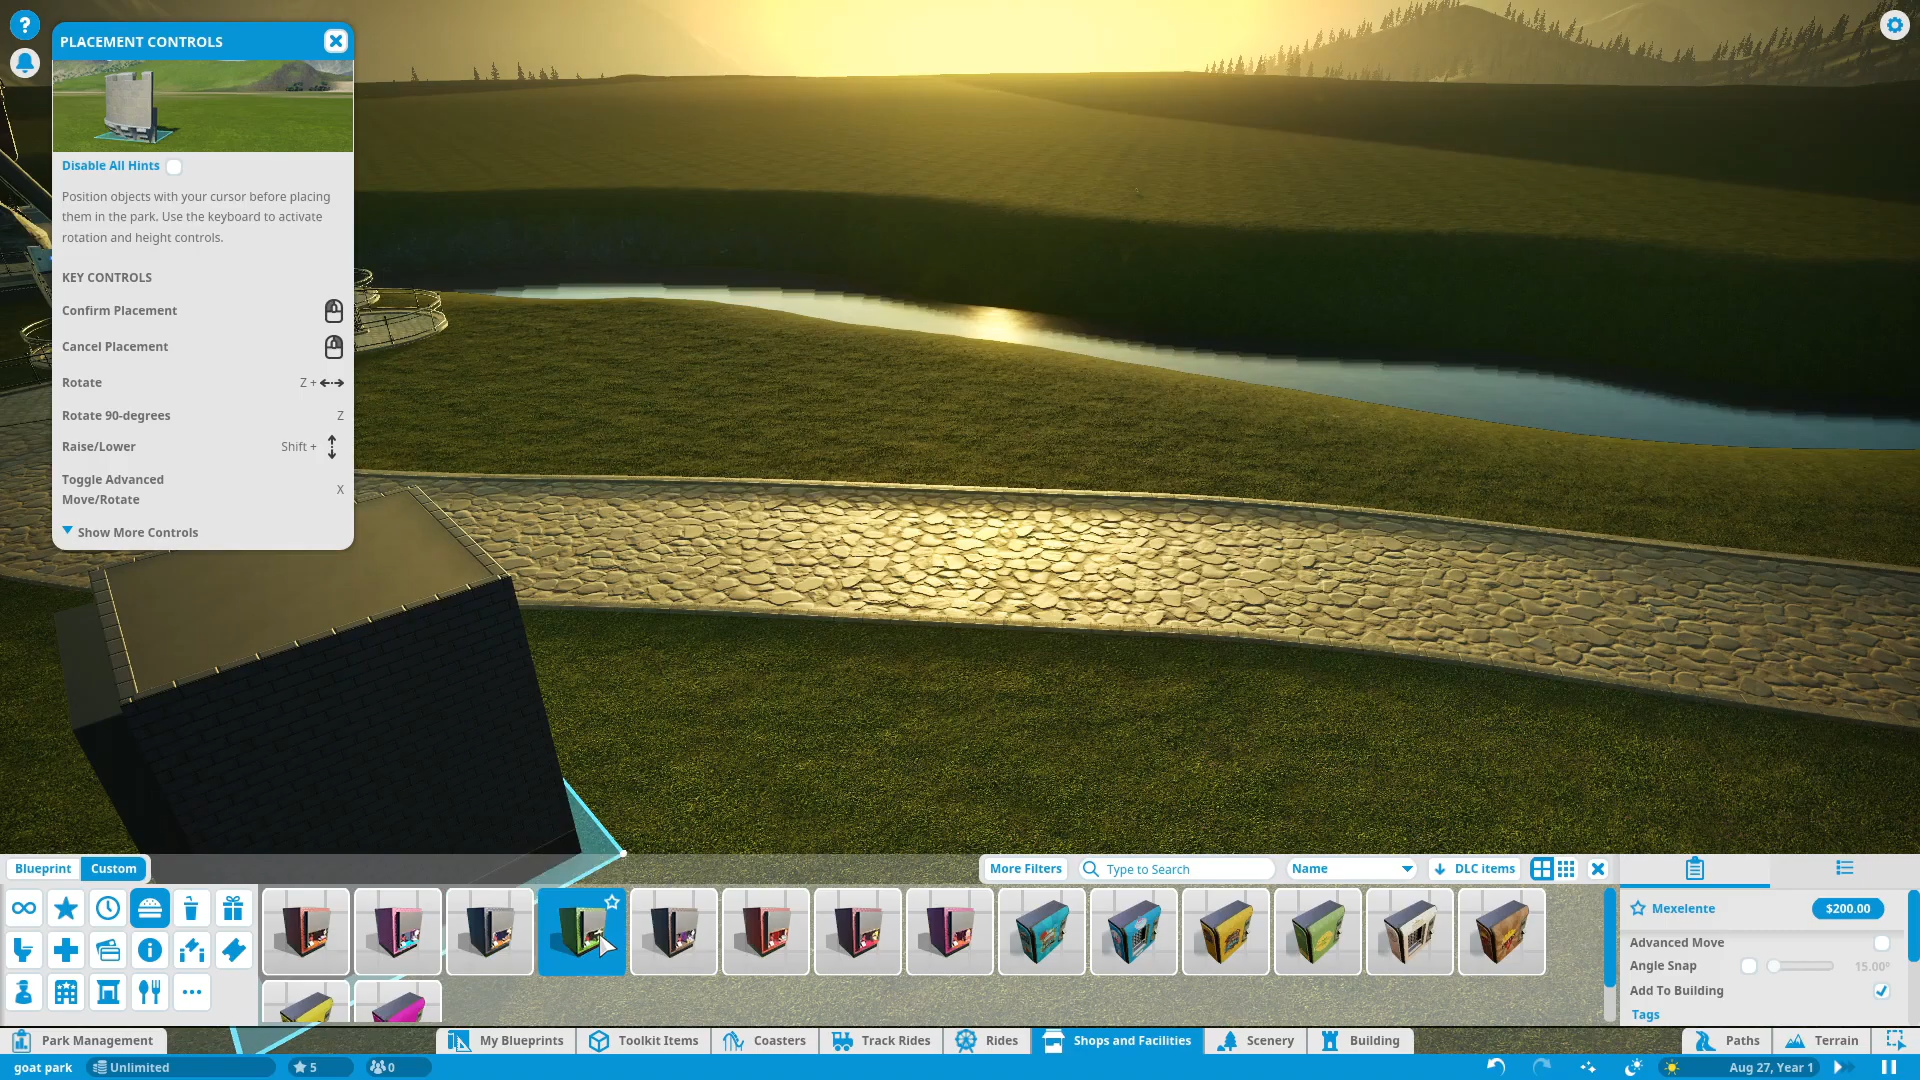 PLACEMENT CONTROLS
Disable All Hints
Position objects with your cursor before placing
them in the park. Use the keyboard to activate
rotation and height controls.
KEY CONTROLS
Confirm Placement
Cancel Placement
Rotate Z +
Rotate 90-degrees Z
Raise/Lower Shift +
Toggle Advanced
Move/Rotate X
Show More Controls
Blueprint Custom
More Filters Type to Search Name DLC items
Mexelente $200.00
Advanced Move
Angle Snap 15.00°
Add To Building
Tags
Park Management My Blueprints Toolkit Items Coasters Track Rides Rides Shops and Facilities Scenery Building Paths Terrain
goat park Unlimited 5 0 Aug 27, Year 1